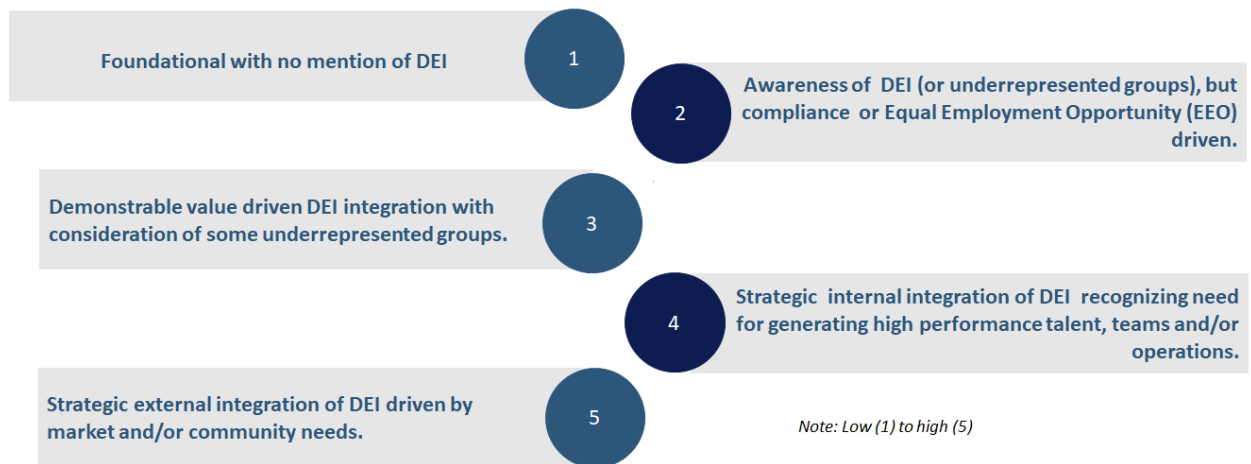 Foundational with no mention of DEI
1
2
Awareness of DEI (or underrepresented groups), but
compliance or Equal Employment Opportunity (EEO)
driven.
Demonstrable value driven DEI integration with
consideration of some underrepresented groups.
3
4
Strategic internal integration of DEI recognizing need
for generating high performance talent, teams and/or
operations.
Strategic external integration of DEI driven by
market and/or community needs.
5
Note: Low (1) to high (5)